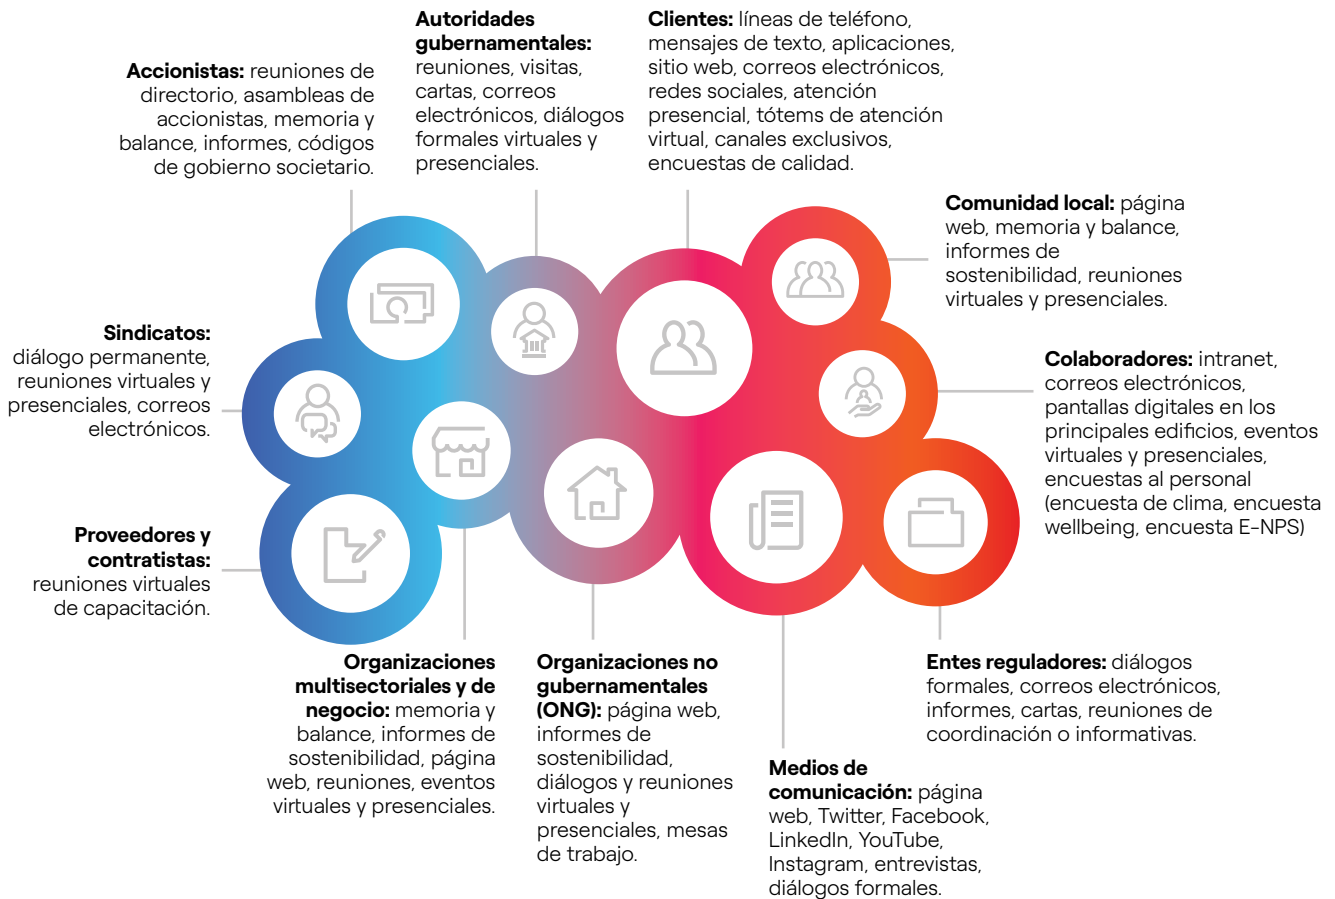 Accionistas: reuniones de
directorio, asambleas de
accionistas, memoria y
balance, informes, códigos
de gobierno societario.
Autoridades
gubernamentales:
reuniones, visitas,
cartas, correos
electrónicos, diálogos
formales virtuales y
presenciales.
Clientes: líneas de teléfono,
mensajes de texto, aplicaciones,
sitio web, correos electrónicos,
redes sociales, atención
presencial, tótems de atención
virtual, canales exclusivos,
encuestas de calidad.
Comunidad local: página
web, memoria y balance,
informes de
sostenibilidad, reuniones
virtuales y presenciales.
Sindicatos:
diálogo permanente,
reuniones virtuales y
presenciales, correos
electrónicos.
Colaboradores: intranet,
correos electrónicos,
pantallas digitales en los
principales edificios, eventos
virtuales y presenciales,
encuestas al personal
(encuesta de clima, encuesta
wellbeing, encuesta E-NPS)
Proveedores y
contratistas:
reuniones virtuales
de capacitación.
Organizaciones
multisectoriales y de
negocio: memoria y
balance, informes de
sostenibilidad, página
web, reuniones, eventos
virtuales y presenciales.
Organizaciones no
gubernamentales
(ONG): página web,
informes de
sostenibilidad,
diálogos y reuniones
virtuales y
presenciales, mesas
de trabajo.
Medios de
comunicación: página
web, Twitter, Facebook,
LinkedIn, YouTube,
Instagram, entrevistas,
diálogos formales.
Entes reguladores: diálogos
formales, correos electrónicos,
informes, cartas, reuniones de
coordinación o informativas.